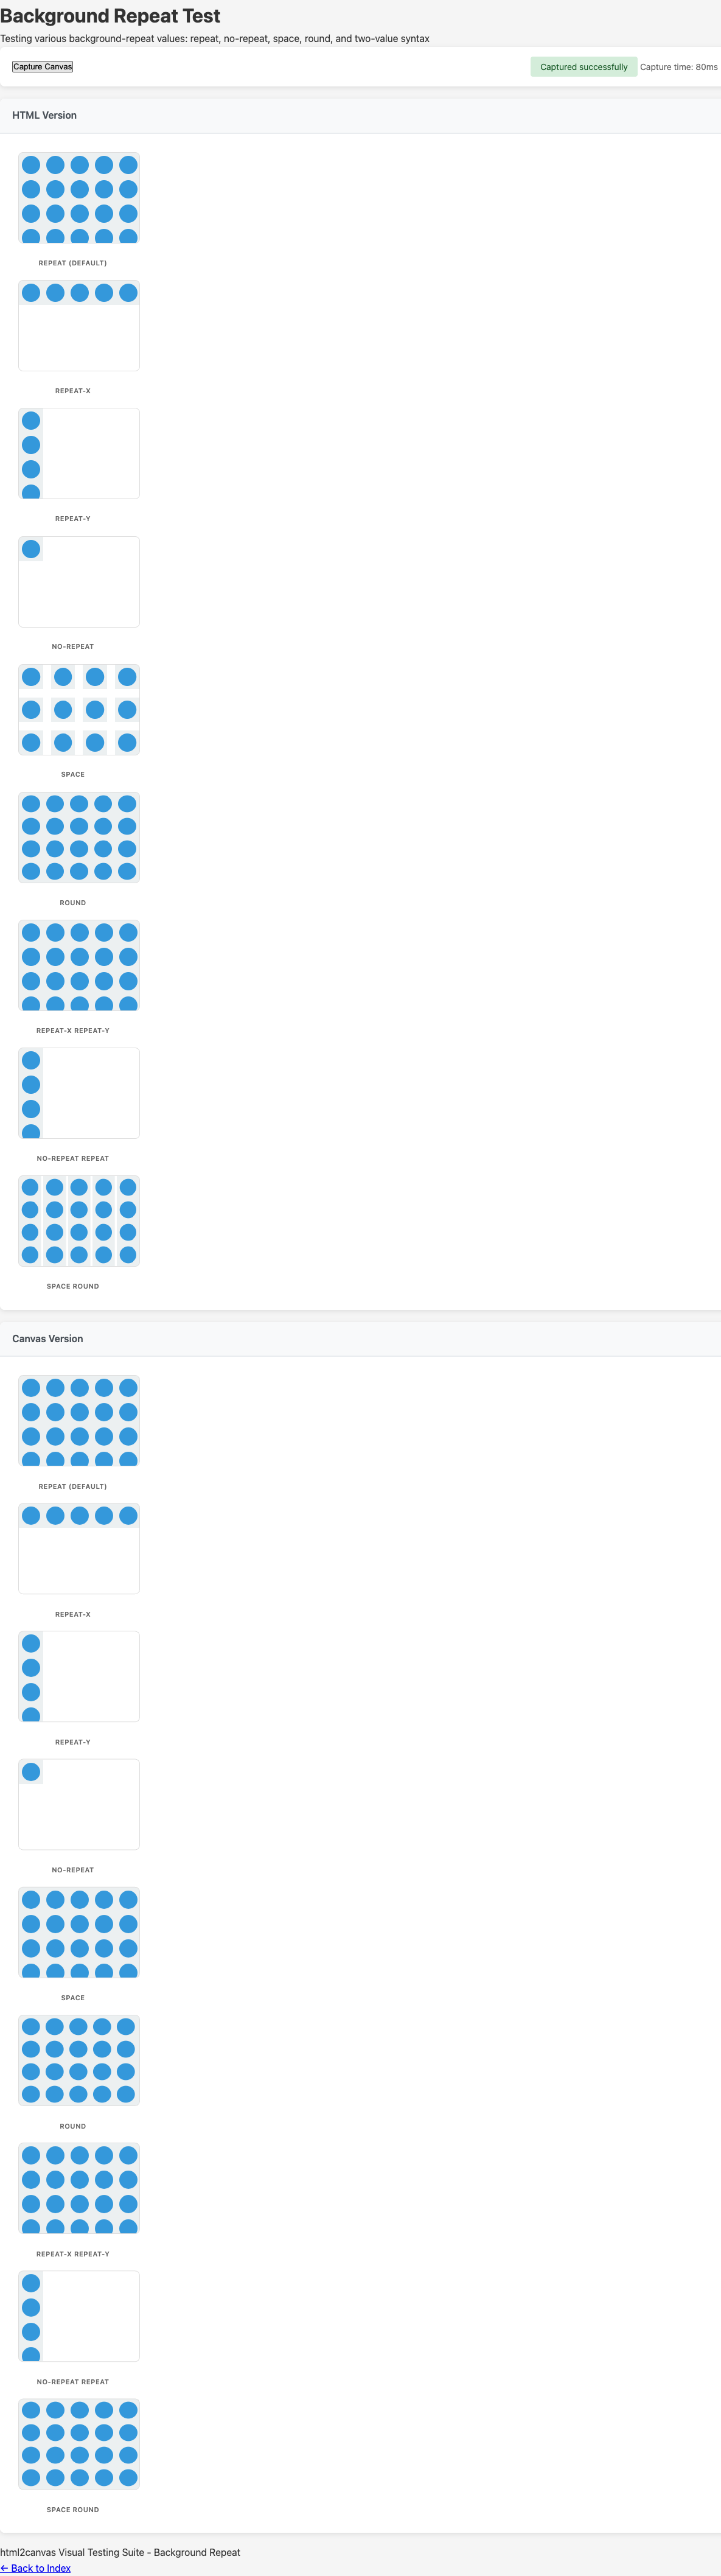 Background Repeat Test
Testing various background-repeat values: repeat, no-repeat, space, round, and two-value syntax
Capture Canvas
Captured successfully Capture time: 80ms
HTML Version
REPEAT (DEFAULT)
REPEAT-X
REPEAT-Y
NO-REPEAT
SPACE
ROUND
REPEAT-X REPEAT-Y
NO-REPEAT REPEAT
SPACE ROUND
Canvas Version
REPEAT (DEFAULT)
REPEAT-X
REPEAT-Y
NO-REPEAT
SPACE
ROUND
REPEAT-X REPEAT-Y
NO-REPEAT REPEAT
SPACE ROUND
html2canvas Visual Testing Suite - Background Repeat
← Back to Index